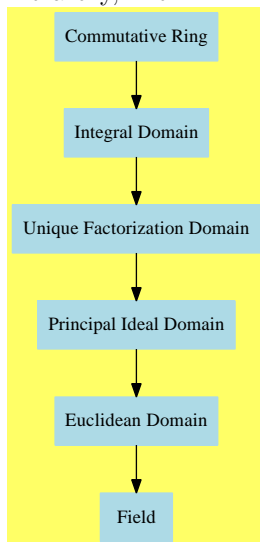 Commutative Ring
Integral Domain
Unique Factorization Domain
Principal Ideal Domain
Euclidean Domain
Field